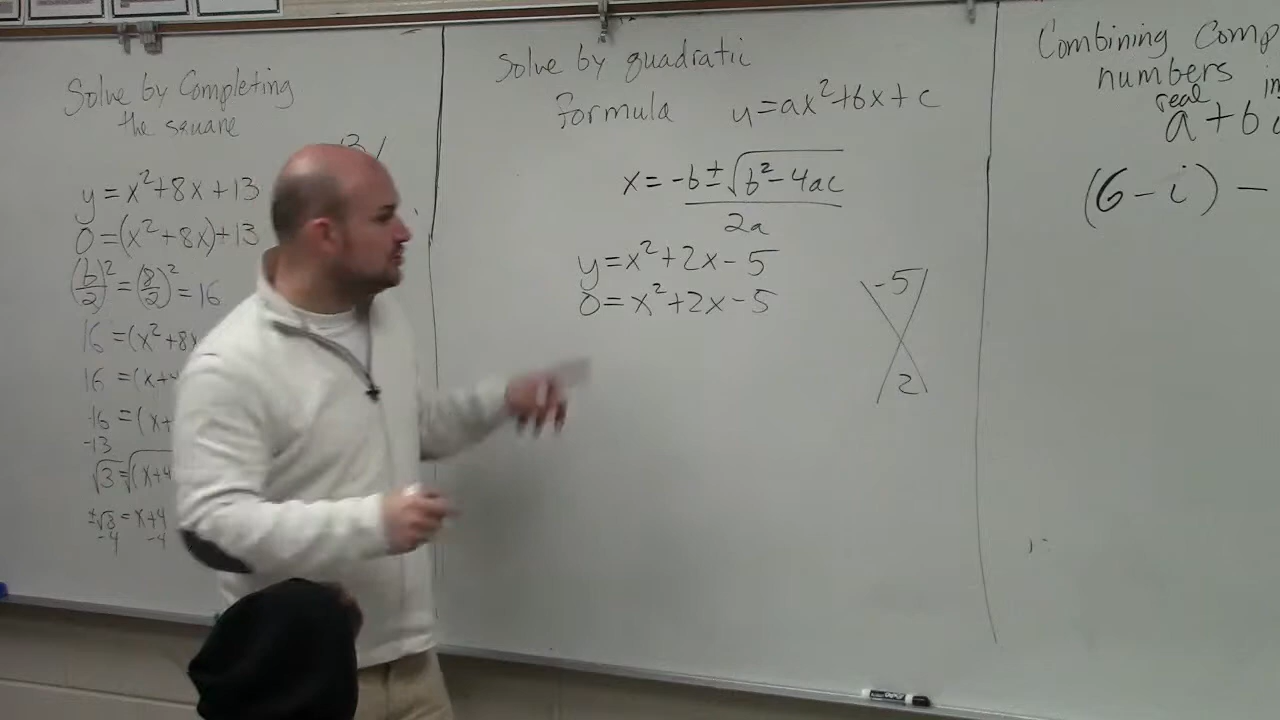 Solve by Completing
the square
y = x²+8x+13
0 = (x²+8x)+13
(b/2)² = (8/2)² = 16
16 = (x²+8x
16 = (x+4
-16 = (x+
-13
√3 = √(x+4
±√3 = x+4
-4 -4
Solve by quadratic
formula y = ax²+bx+c
x = -b±√b²-4ac
2a
y = x²+2x-5
0 = x²+2x-5
-5
2
Combining Comp
numbers
real
a+b
(6-i) -